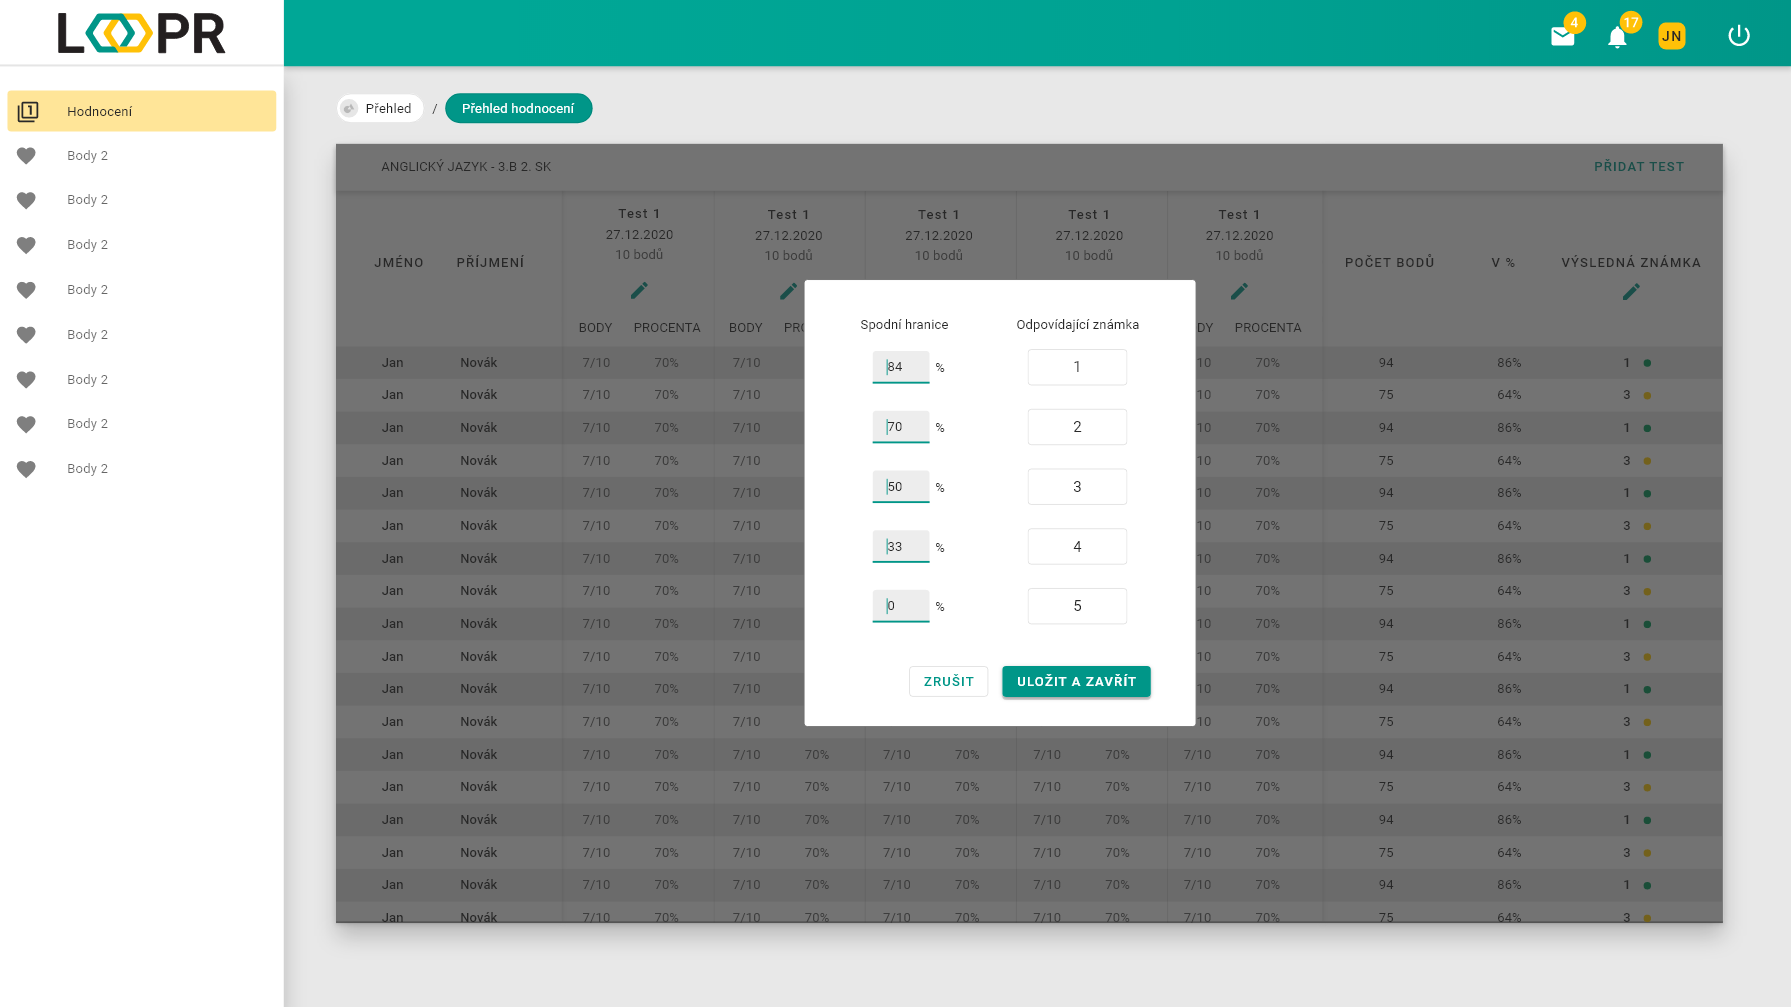 LOOPR
4
17
JN
Hodnocení
Body 2
Body 2
Body 2
Body 2
Body 2
Body 2
Body 2
Body 2
Přehled / Přehled hodnocení
ANGLICKÝ JAZYK - 3.B 2. SK PŘIDAT TEST
Test 1 Test 1 Test 1 Test 1 Test 1
27.12.2020 27.12.2020 27.12.2020 27.12.2020 27.12.2020
10 bodů 10 bodů 10 bodů 10 bodů 10 bodů
JMÉNO PŘÍJMENÍ POČET BODŮ V % VÝSLEDNÁ ZNÁMKA
BODY PROCENTA BODY PRO DY PROCENTA
Jan Novák 7/10 70% 7/10 10 70% 94 86% 1
Jan Novák 7/10 70% 7/10 10 70% 75 64% 3
Jan Novák 7/10 70% 7/10 10 70% 94 86% 1
Jan Novák 7/10 70% 7/10 10 70% 75 64% 3
Jan Novák 7/10 70% 7/10 10 70% 94 86% 1
Jan Novák 7/10 70% 7/10 10 70% 75 64% 3
Jan Novák 7/10 70% 7/10 10 70% 94 86% 1
Jan Novák 7/10 70% 7/10 10 70% 75 64% 3
Jan Novák 7/10 70% 7/10 10 70% 94 86% 1
Jan Novák 7/10 70% 7/10 10 70% 75 64% 3
Jan Novák 7/10 70% 7/10 10 70% 94 86% 1
Jan Novák 7/10 70% 7/10 10 70% 75 64% 3
Jan Novák 7/10 70% 7/10 70% 7/10 70% 7/10 70% 7/10 70% 94 86% 1
Jan Novák 7/10 70% 7/10 70% 7/10 70% 7/10 70% 7/10 70% 75 64% 3
Jan Novák 7/10 70% 7/10 70% 7/10 70% 7/10 70% 7/10 70% 94 86% 1
Jan Novák 7/10 70% 7/10 70% 7/10 70% 7/10 70% 7/10 70% 75 64% 3
Jan Novák 7/10 70% 7/10 70% 7/10 70% 7/10 70% 7/10 70% 94 86% 1
Jan Novák 7/10 70% 7/10 70% 7/10 70% 7/10 70% 7/10 70% 75 64% 3
Spodní hranice Odpovídající známka
84 % 1
70 % 2
50 % 3
33 % 4
0 % 5
ZRUŠIT ULOŽIT A ZAVŘÍT